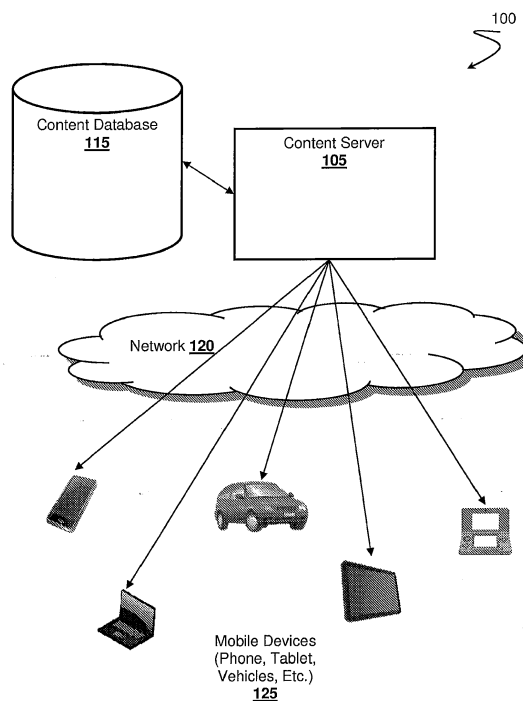 100
Content Database
115
Content Server
105
Network 120
Mobile Devices
(Phone, Tablet,
Vehicles, Etc.)
125